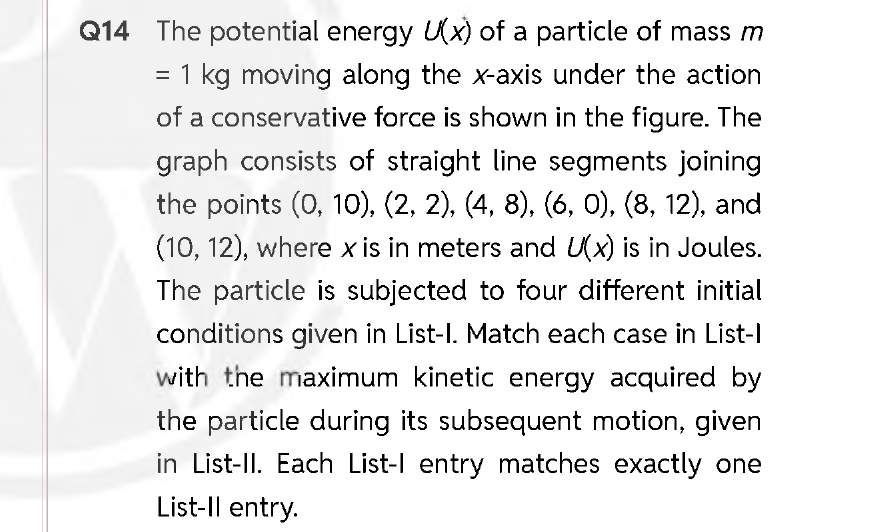 Q14 The potential energy U(x) of a particle of mass m
= 1 kg moving along the x-axis under the action
of a conservative force is shown in the figure. The
graph consists of straight line segments joining
the points (0, 10), (2, 2), (4, 8), (6, 0), (8, 12), and
(10, 12), where x is in meters and U(x) is in Joules.
The particle is subjected to four different initial
conditions given in List-I. Match each case in List-I
with the maximum kinetic energy acquired by
the particle during its subsequent motion, given
in List-II. Each List-I entry matches exactly one
List-II entry.